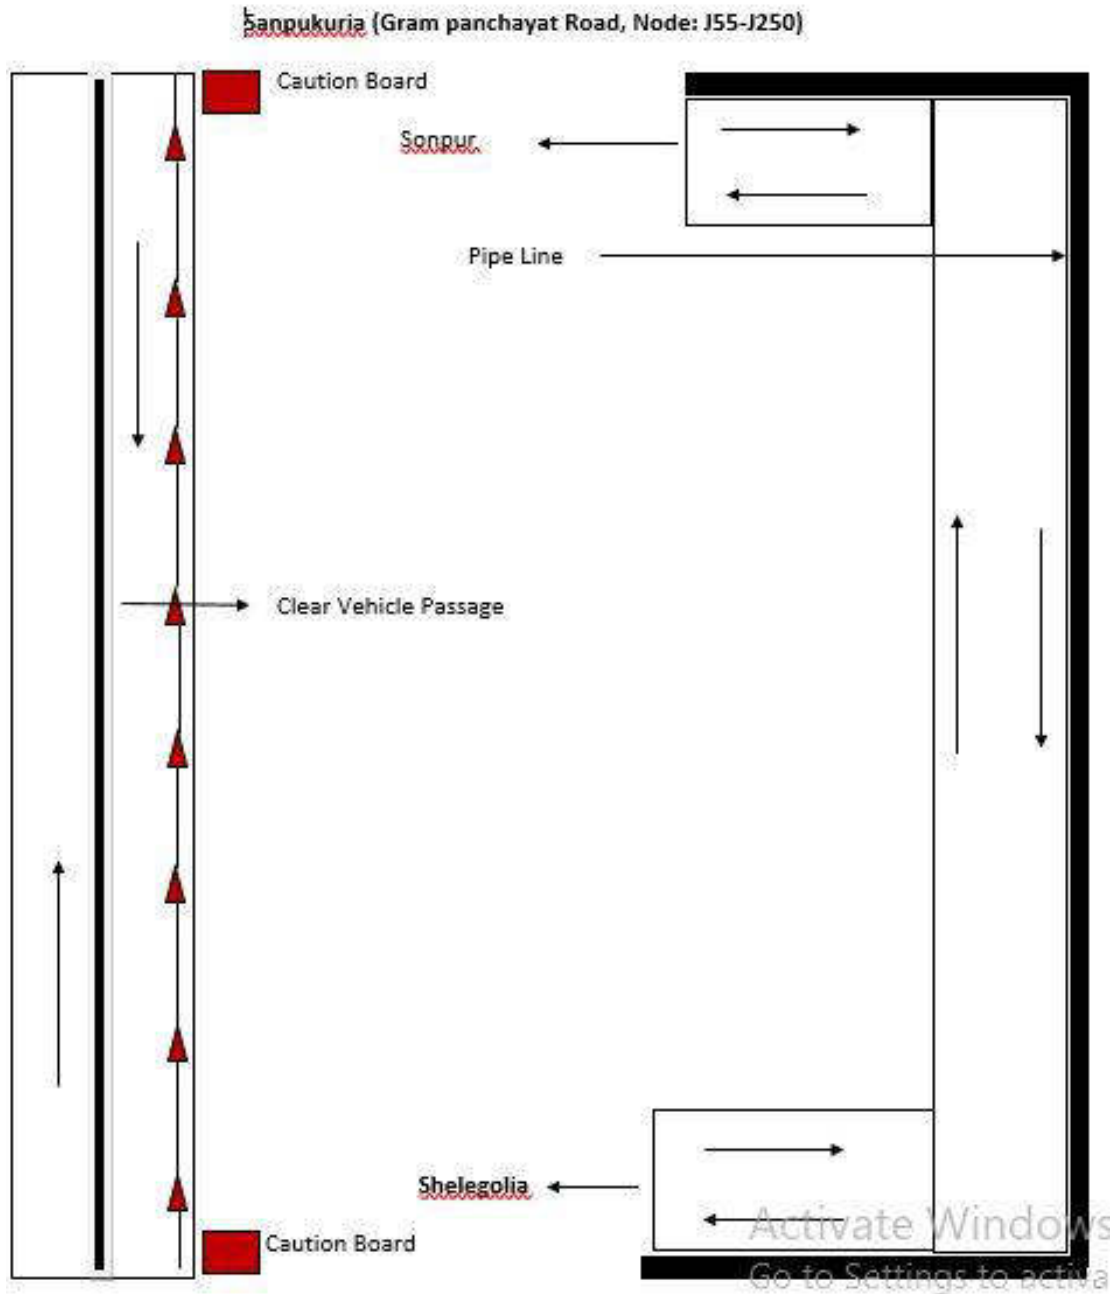 Sanpukuria (Gram panchayat Road, Node: J55-J250)
Caution Board
Sonpur
Pipe Line
Clear Vehicle Passage
Shelegolia
Caution Board
Activate Windows
Go to Settings to activa